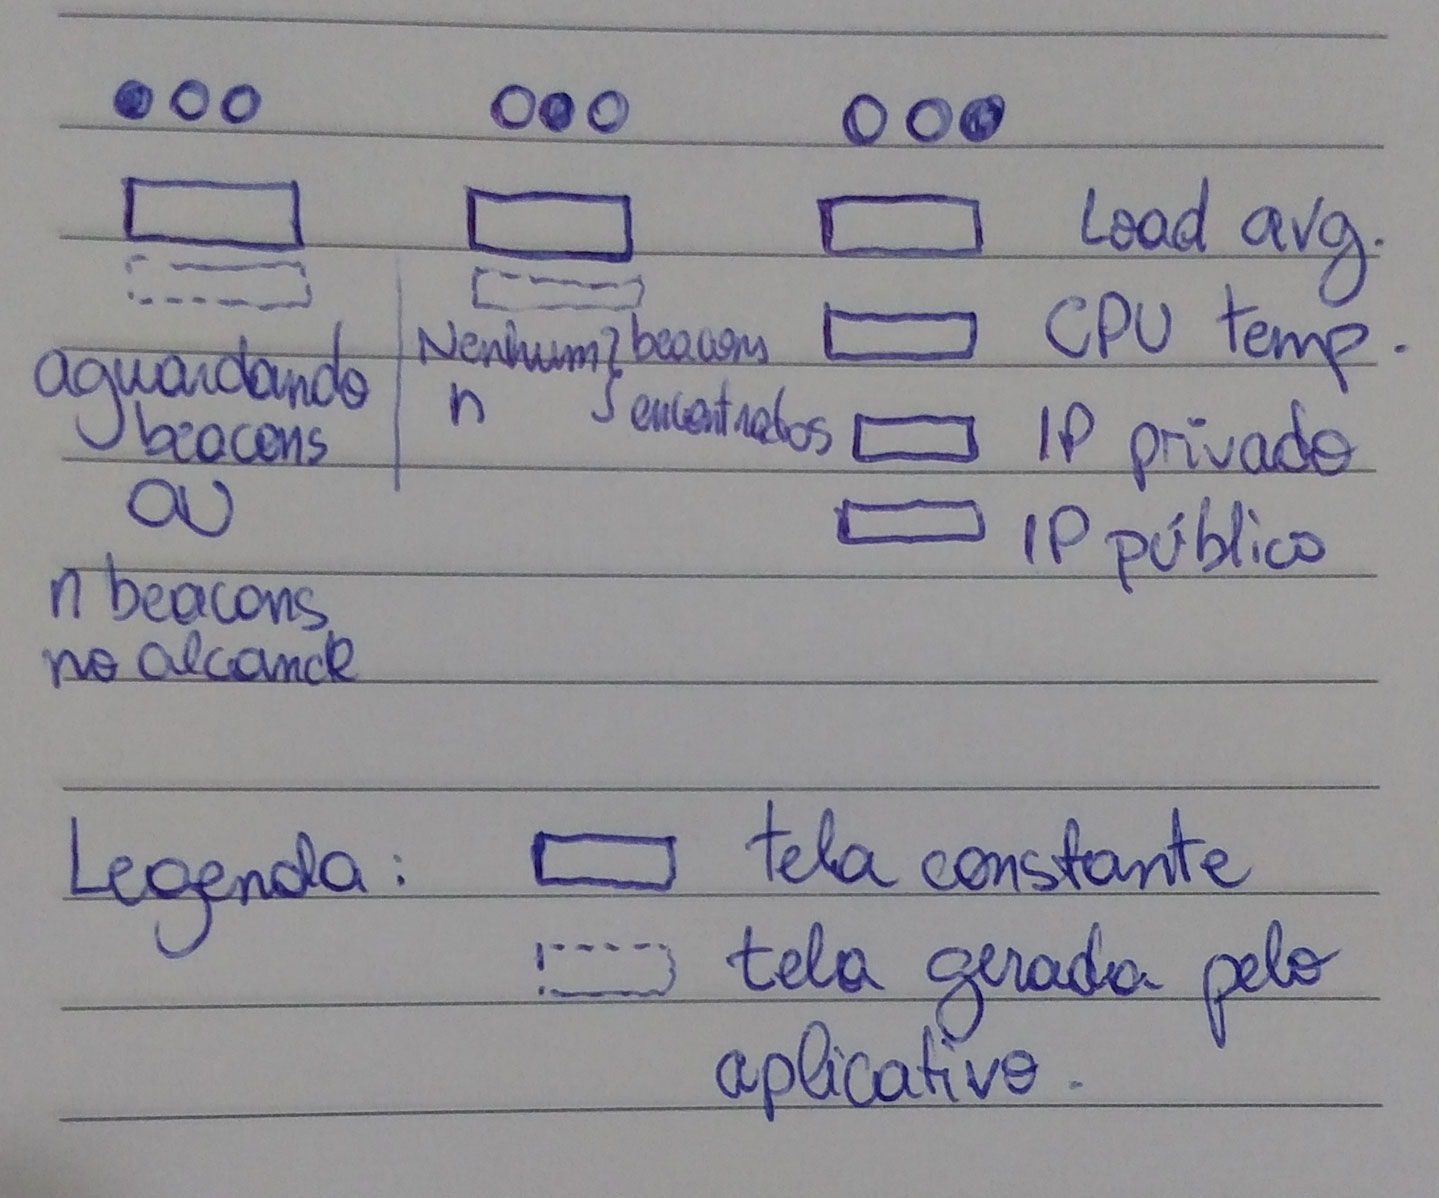 Load avg.
CPU temp.
IP privado
IP público
aguardando
beacons
ou
n beacons
no alcance
Nenhum } beacons
n } encontrados
Legenda: tela constante
tela gerada pelo
aplicativo.